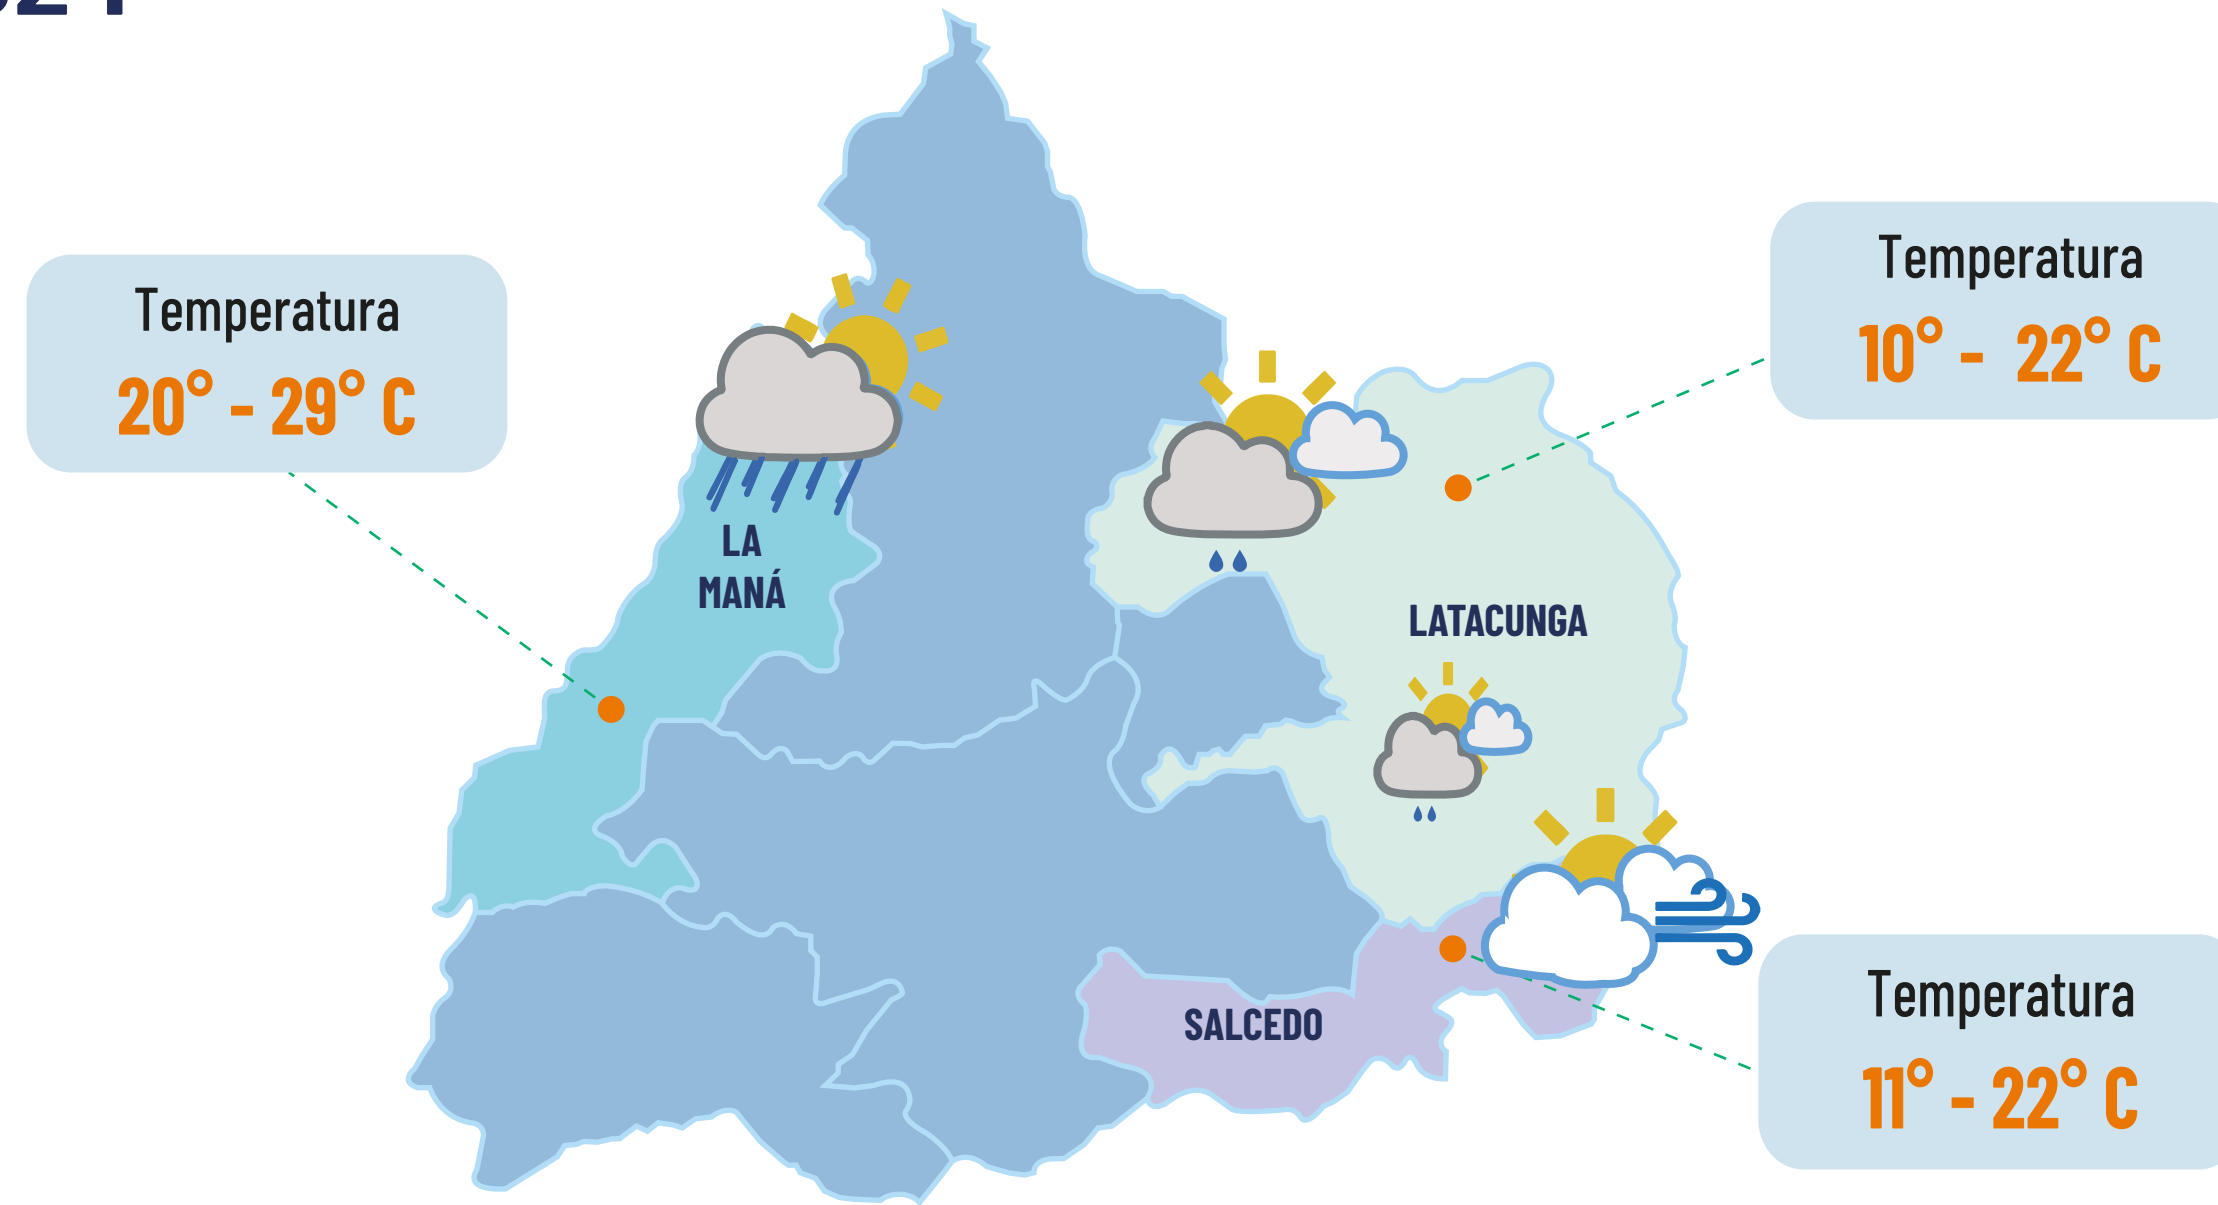 Temperatura
20° - 29° C
Temperatura
10° - 22° C
LA
MANÁ
LATACUNGA
SALCEDO
Temperatura
11° - 22° C